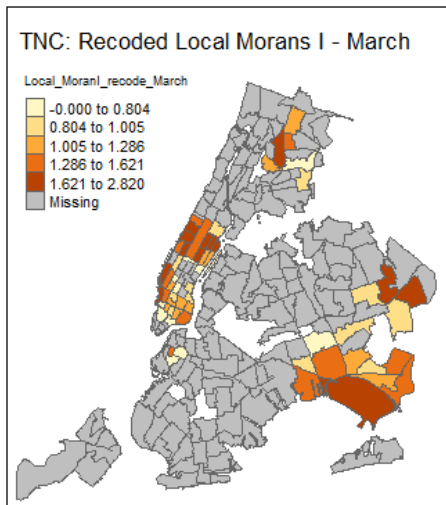 TNC: Recoded Local Morans I - March
Local_MoranI_recode_March
-0.000 to 0.804
0.804 to 1.005
1.005 to 1.286
1.286 to 1.621
1.621 to 2.820
Missing